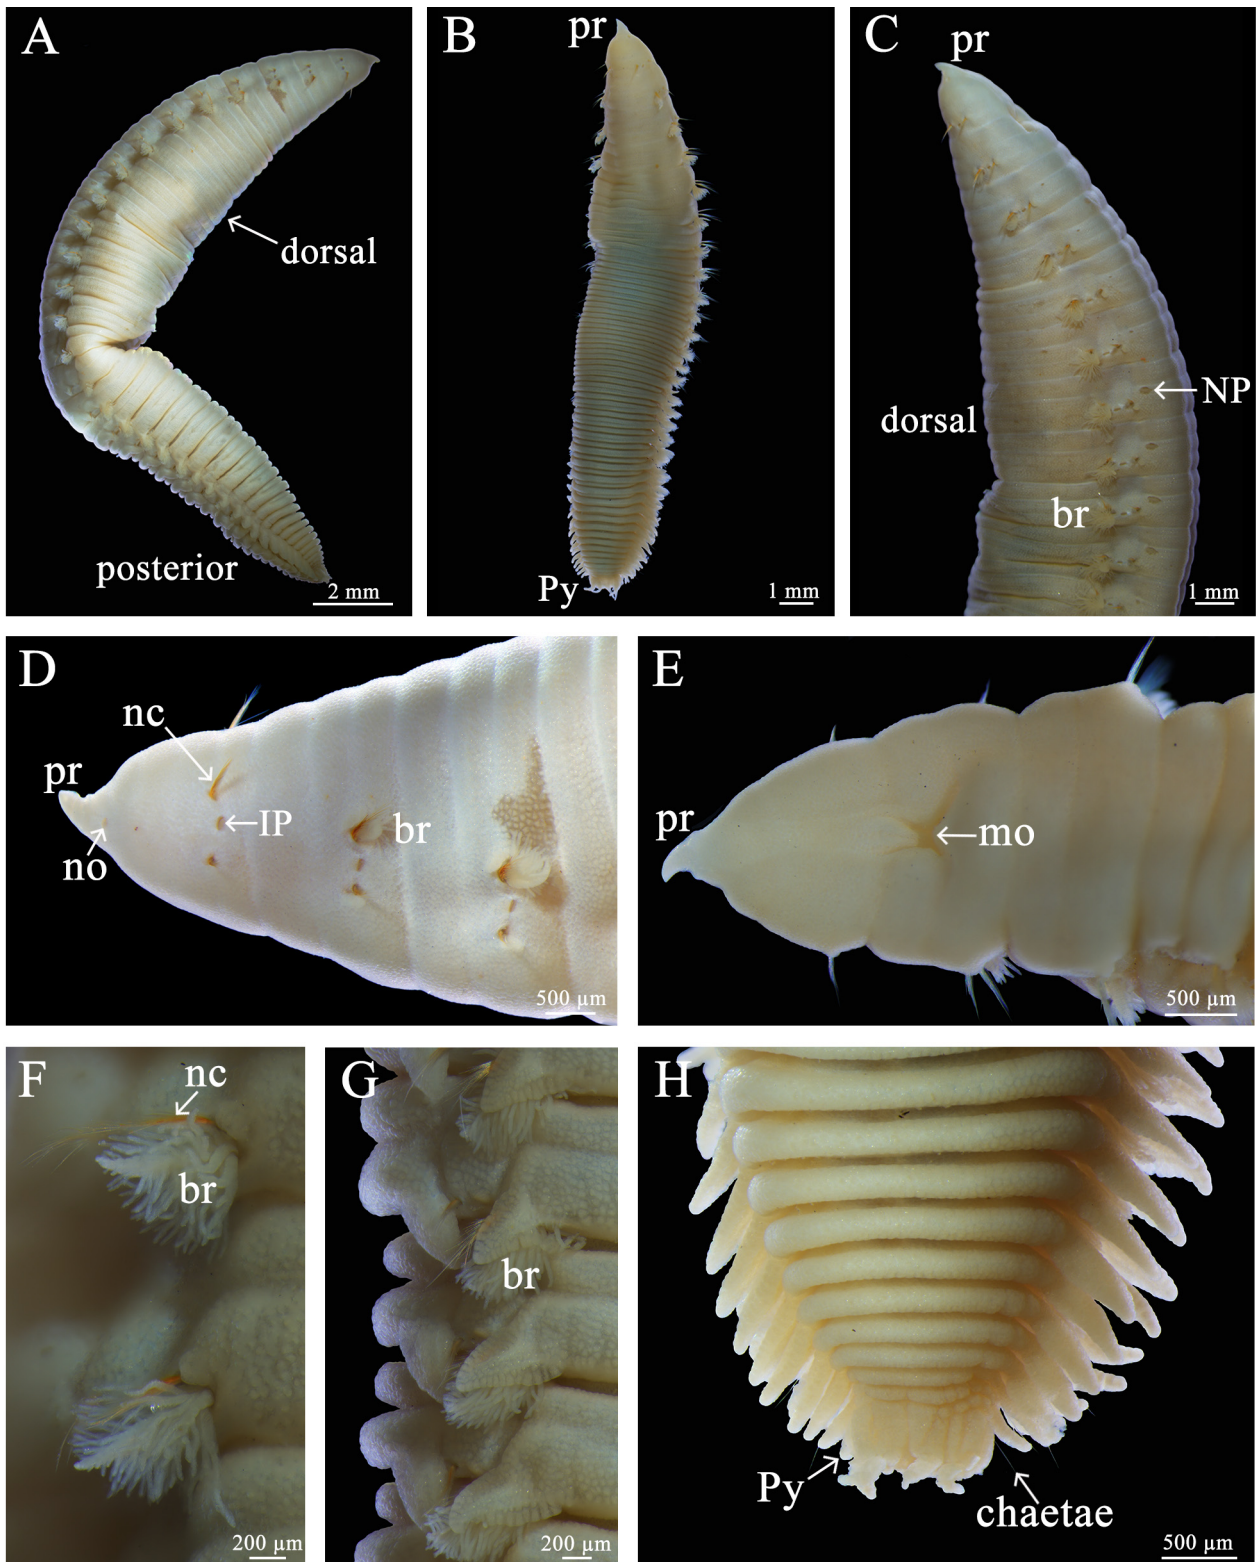 A
dorsal
posterior
2 mm
B
pr
Py
1 mm
C
pr
NP
dorsal
br
1 mm
D
nc
pr
IP
br
no
500 µm
E
pr
mo
500 µm
F
nc
br
200 µm
G
br
200 µm
H
Py
chaetae
500 µm